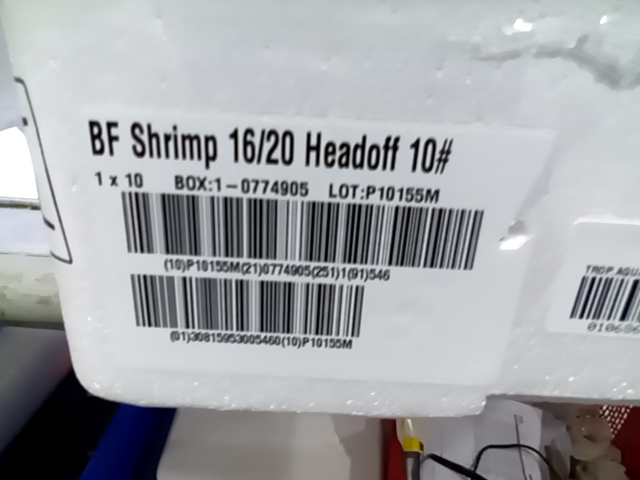 BF Shrimp 16/20 Headoff 10#
1 x 10 BOX:1-0774905 LOT:P10155M
(10)P10155M(21)0774905(251)1(91)546
(01)30815953005460(10)P10155M
TROP AQU